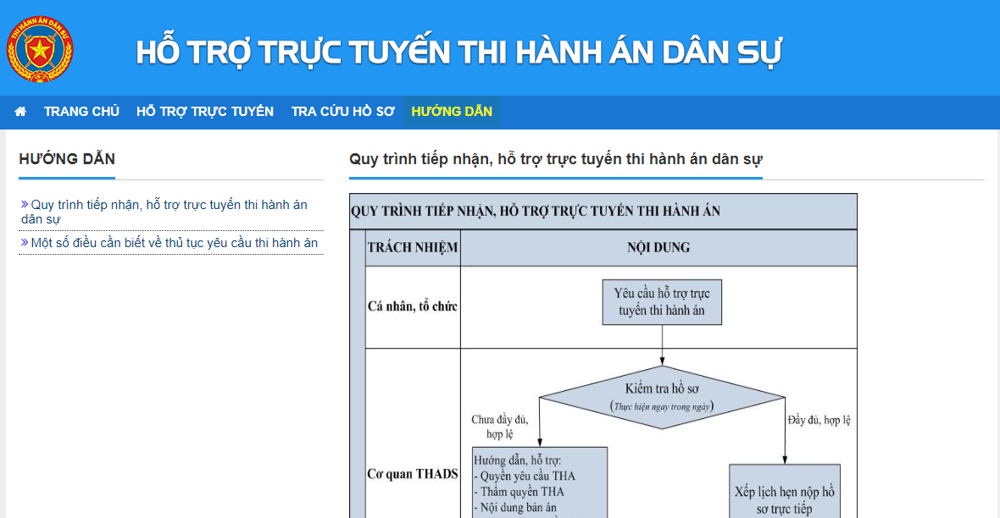 THI HÀNH ÁN DÂN SỰ
HỖ TRỢ TRỰC TUYẾN THI HÀNH ÁN DÂN SỰ
TRANG CHỦ HỖ TRỢ TRỰC TUYẾN TRA CỨU HỒ SƠ HƯỚNG DẪN
HƯỚNG DẪN
» Quy trình tiếp nhận, hỗ trợ trực tuyến thi hành án
dân sự
» Một số điều cần biết về thủ tục yêu cầu thi hành án
Quy trình tiếp nhận, hỗ trợ trực tuyến thi hành án dân sự
QUY TRÌNH TIẾP NHẬN, HỖ TRỢ TRỰC TUYẾN THI HÀNH ÁN
TRÁCH NHIỆM NỘI DUNG
Cá nhân, tổ chức
Yêu cầu hỗ trợ trực
tuyến thi hành án
Kiểm tra hồ sơ
(Thực hiện ngay trong ngày)
Chưa đầy đủ,
hợp lệ
Đầy đủ, hợp lệ
Cơ quan THADS
Hướng dẫn, hỗ trợ:
- Quyền yêu cầu THA
- Thẩm quyền THA
- Nội dung bản án
Xếp lịch hẹn nộp hồ
sơ trực tiếp